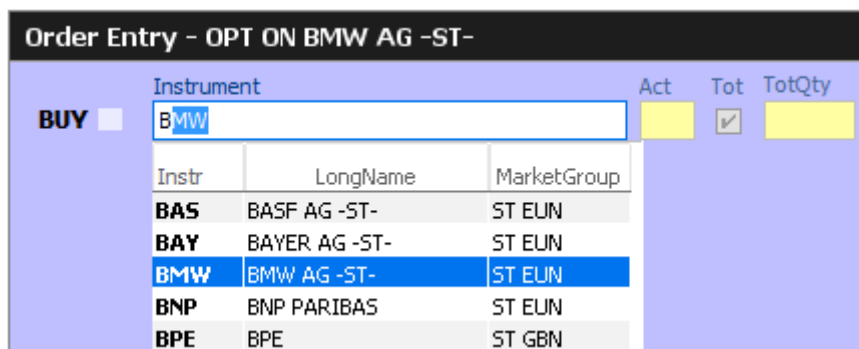 Order Entry - OPT ON BMW AG -ST-
Instrument Act Tot TotQty
BUY BMW
Instr LongName MarketGroup
BAS BASF AG -ST- ST EUN
BAY BAYER AG -ST- ST EUN
BMW BMW AG -ST- ST EUN
BNP BNP PARIBAS ST EUN
BPE BPE ST GBN